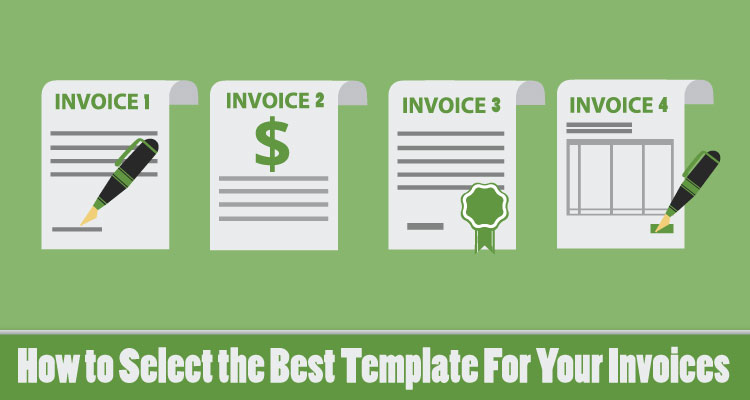 INVOICE 1
INVOICE 2
$
INVOICE 3
INVOICE 4
How to Select the Best Template For Your Invoices